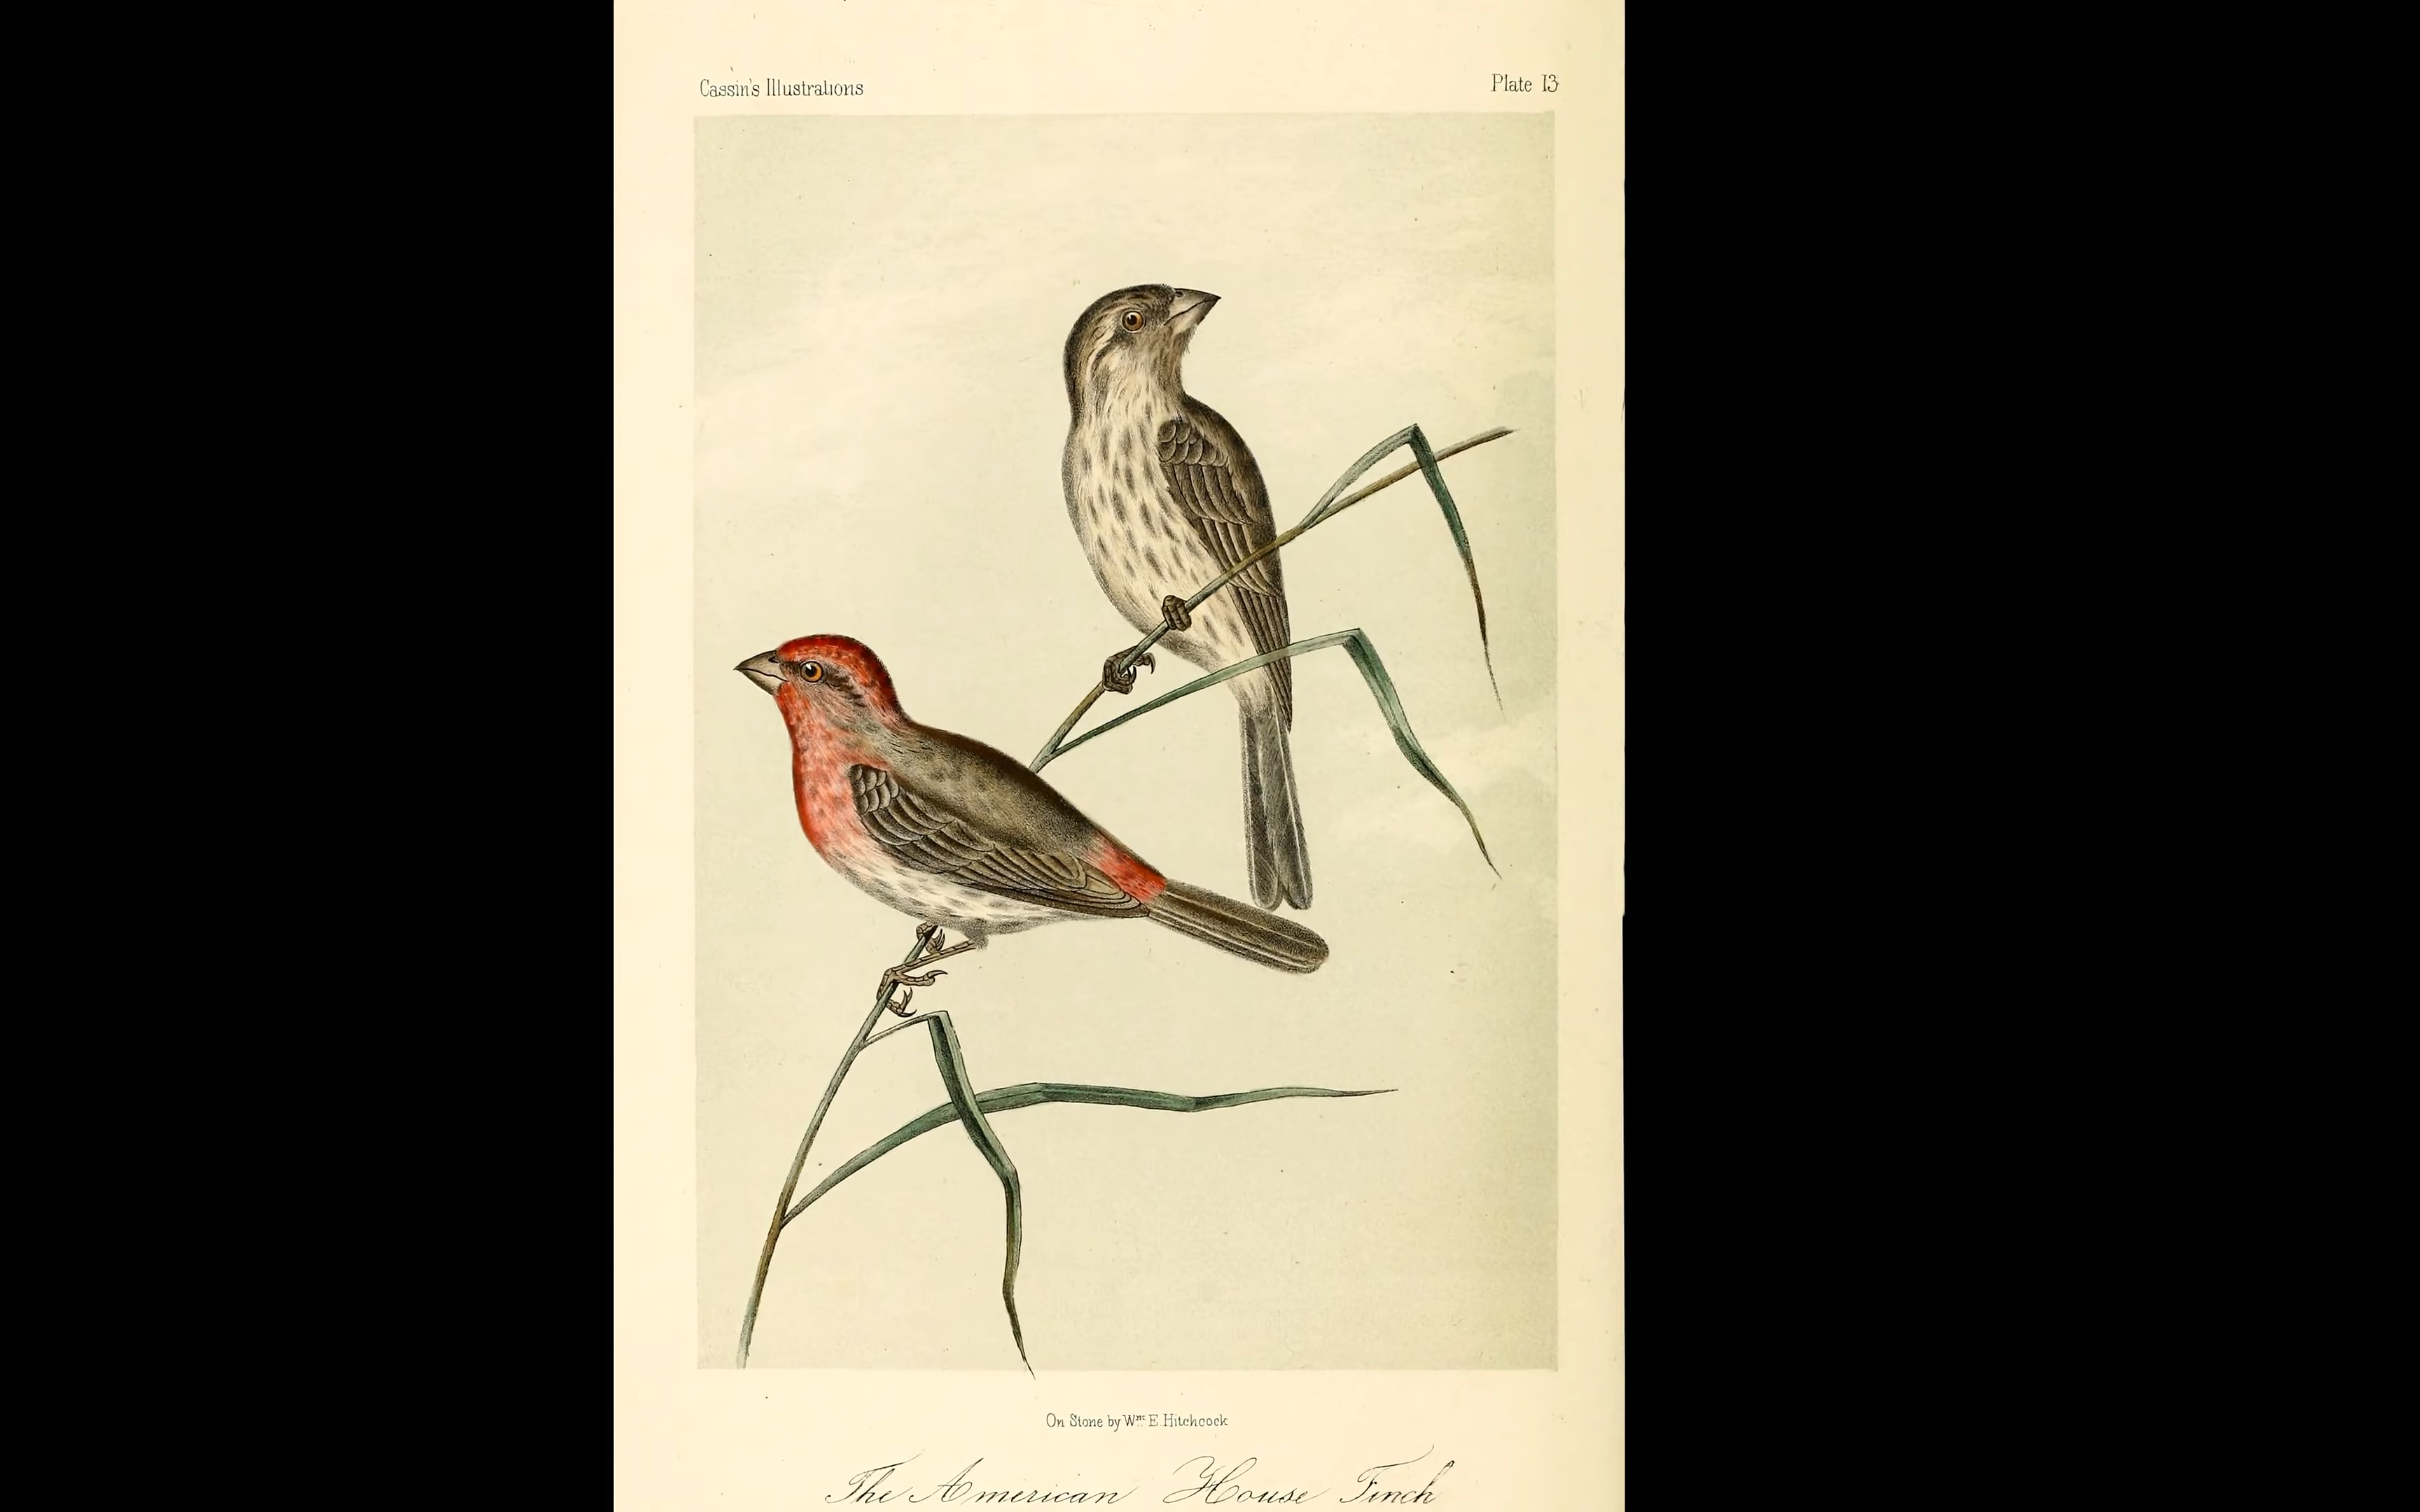 Cassin's Illustrations
Plate 13
On Stone by Wm. E. Hitchcock
The American House Finch